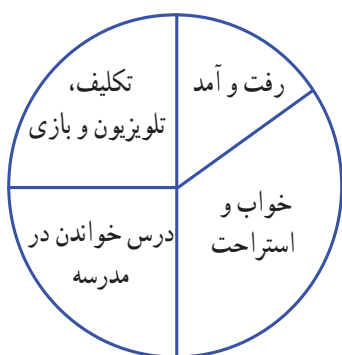 رفت و آمد
تکلیف،
تلویزیون و بازی
خواب و
استراحت
درس خواندن در
مدرسه